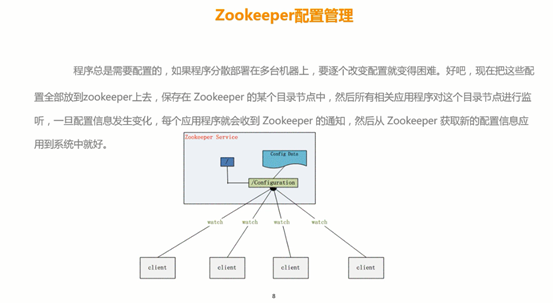 Zookeeper配置管理
程序总是需要配置的，如果程序分散部署在多台机器上，要逐个改变配置就变得困难。好吧，现在把这些配
置全部放到zookeeper上去，保存在 Zookeeper 的某个目录节点中，然后所有相关应用程序对这个目录节点进行监
听，一旦配置信息发生变化，每个应用程序就会收到 Zookeeper 的通知，然后从 Zookeeper 获取新的配置信息应
用到系统中就好。
Zookeeper Service
Config Data
/
/Configuration
watch watch watch watch
client client client client
8